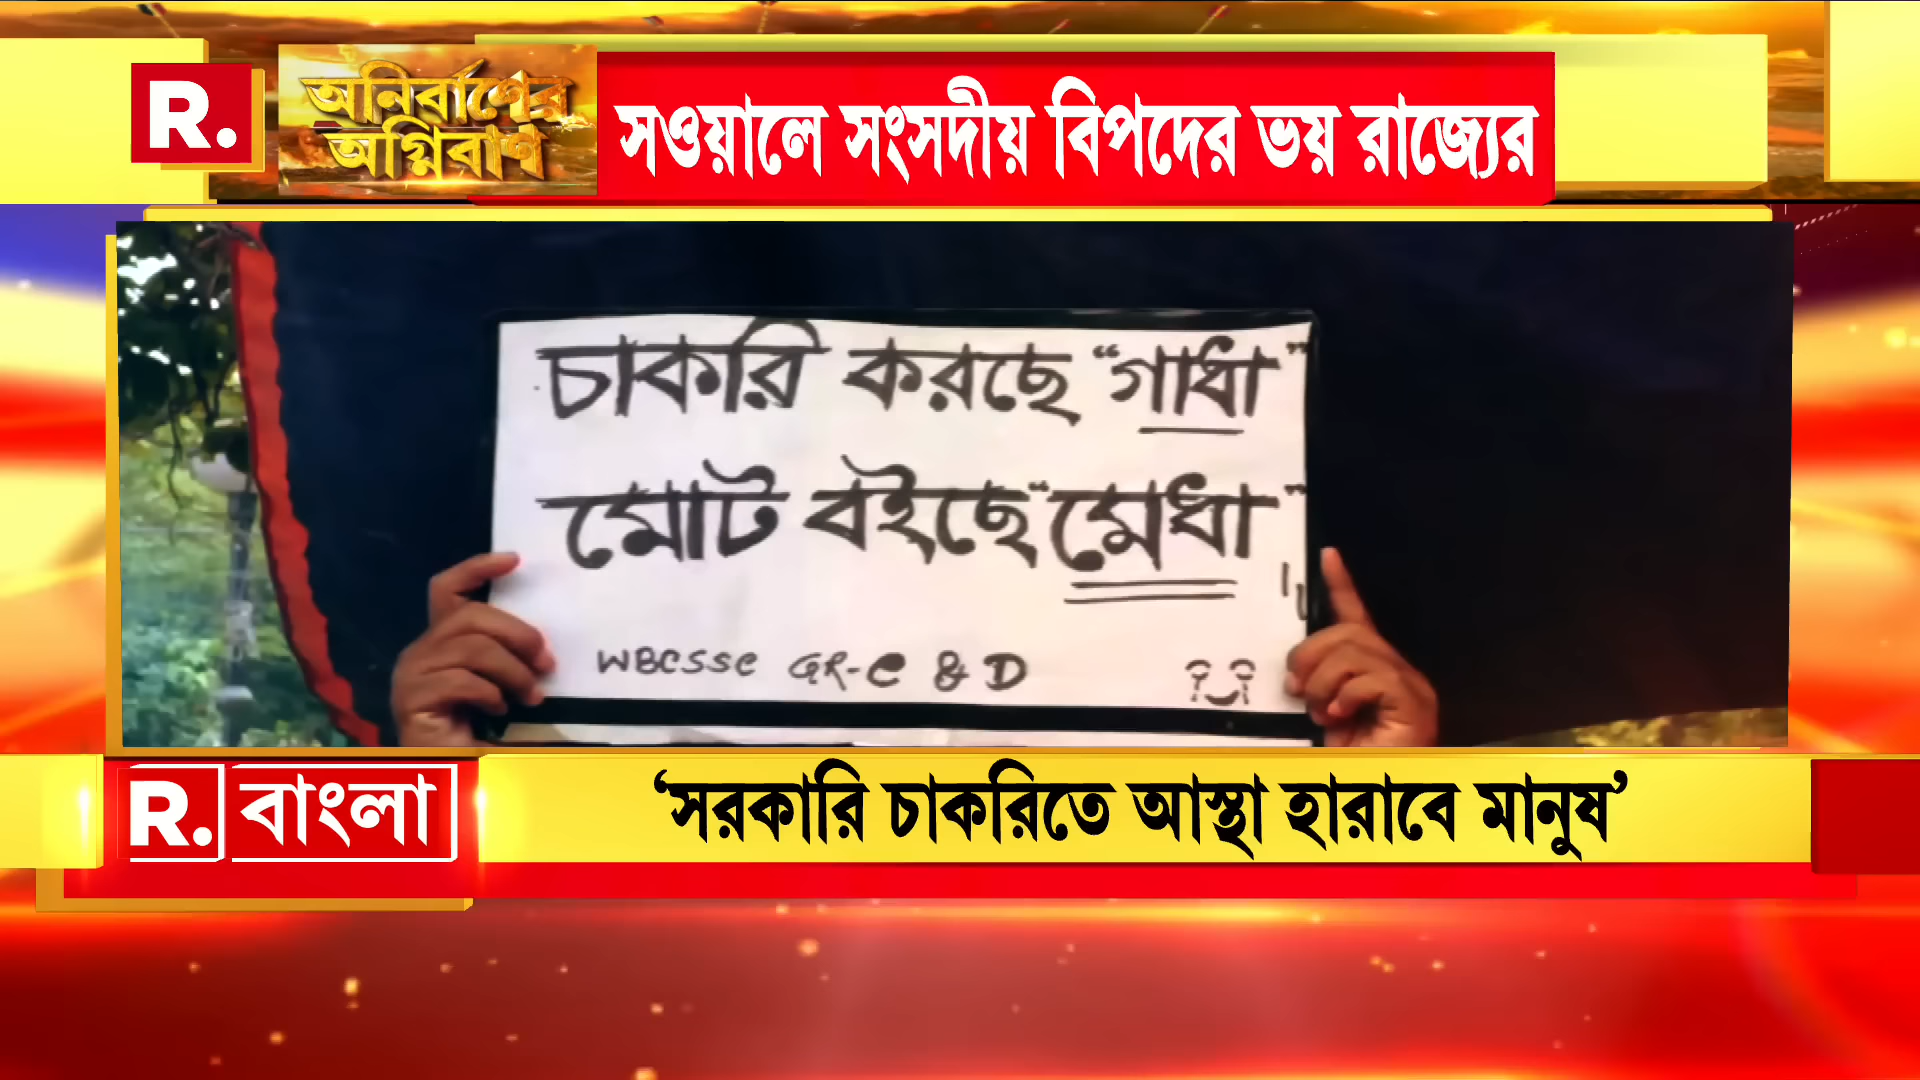 R.
অনির্বাণের
অগ্নিবাণ
সওয়ালে সংসদীয় বিপদের ভয় রাজ্যের
চাকরি করছে “গাধা”
মোট বইছে “মেধা”
WBCSSC GR-C & D
R. বাংলা
‘সরকারি চাকরিতে আস্থা হারাবে মানুষ’